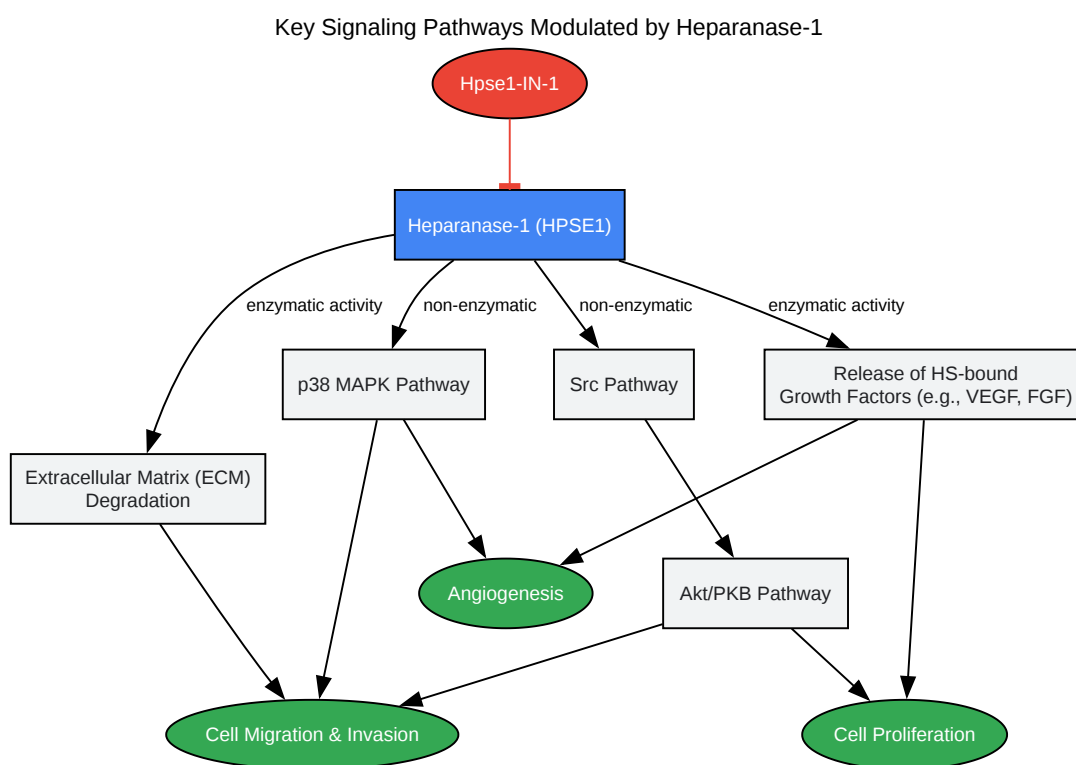 Key Signaling Pathways Modulated by Heparanase-1
Hpse1-IN-1
Heparanase-1 (HPSE1)
enzymatic activity
non-enzymatic
non-enzymatic
enzymatic activity
p38 MAPK Pathway
Src Pathway
Release of HS-bound
Growth Factors (e.g., VEGF, FGF)
Extracellular Matrix (ECM)
Degradation
Angiogenesis
Akt/PKB Pathway
Cell Migration & Invasion
Cell Proliferation